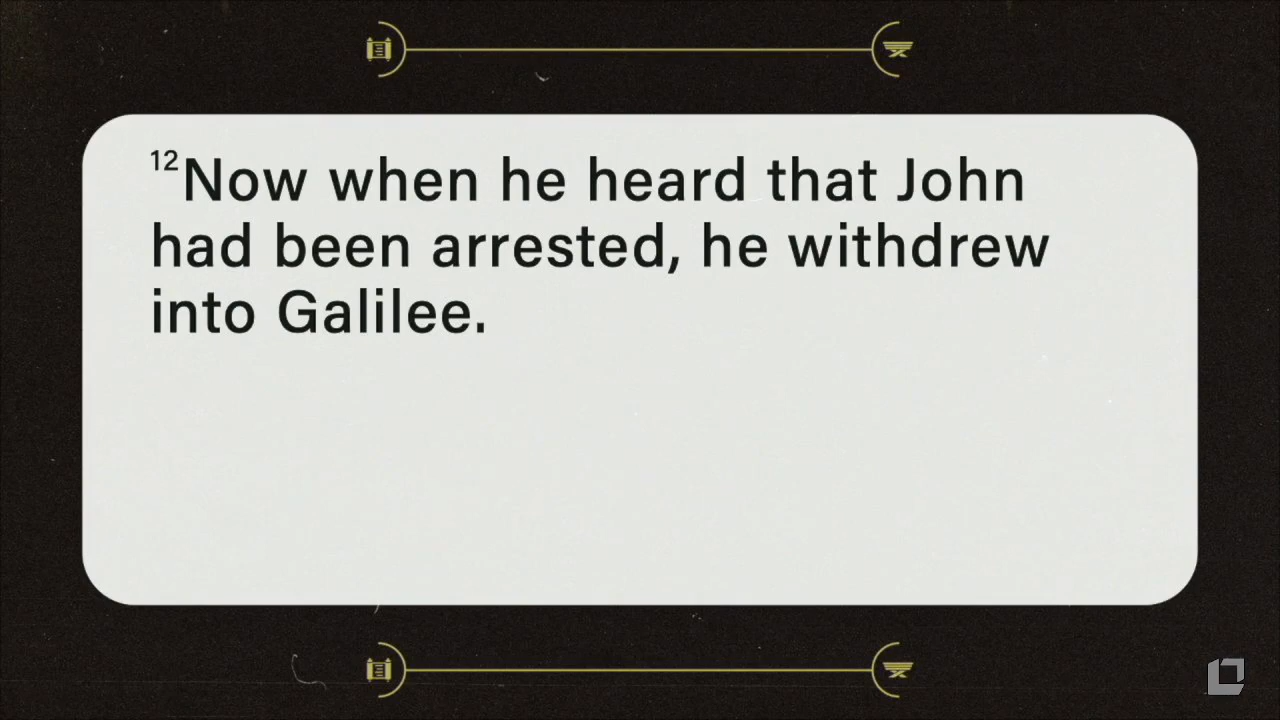 12Now when he heard that John
had been arrested, he withdrew
into Galilee.